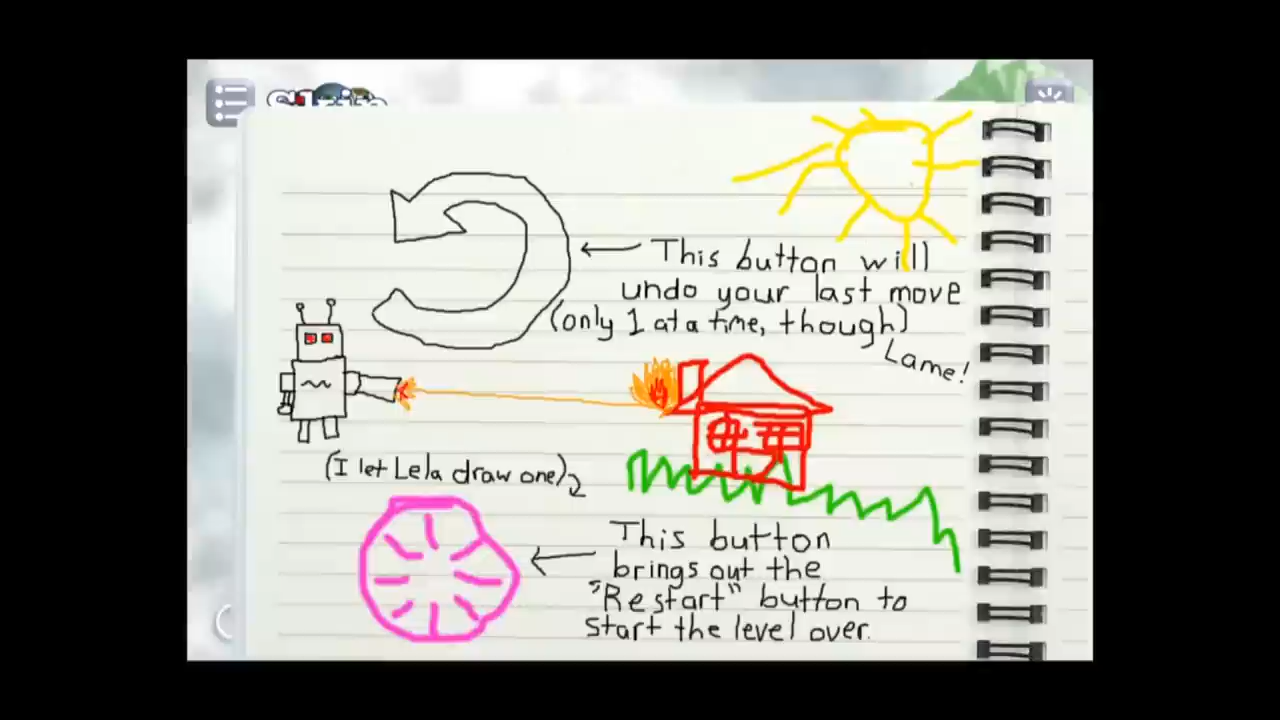 This button will
undo your last move
(only 1 at a time, though)
Lame!
(I let Lela draw one)
This button
brings out the
"Restart" button to
start the level over.